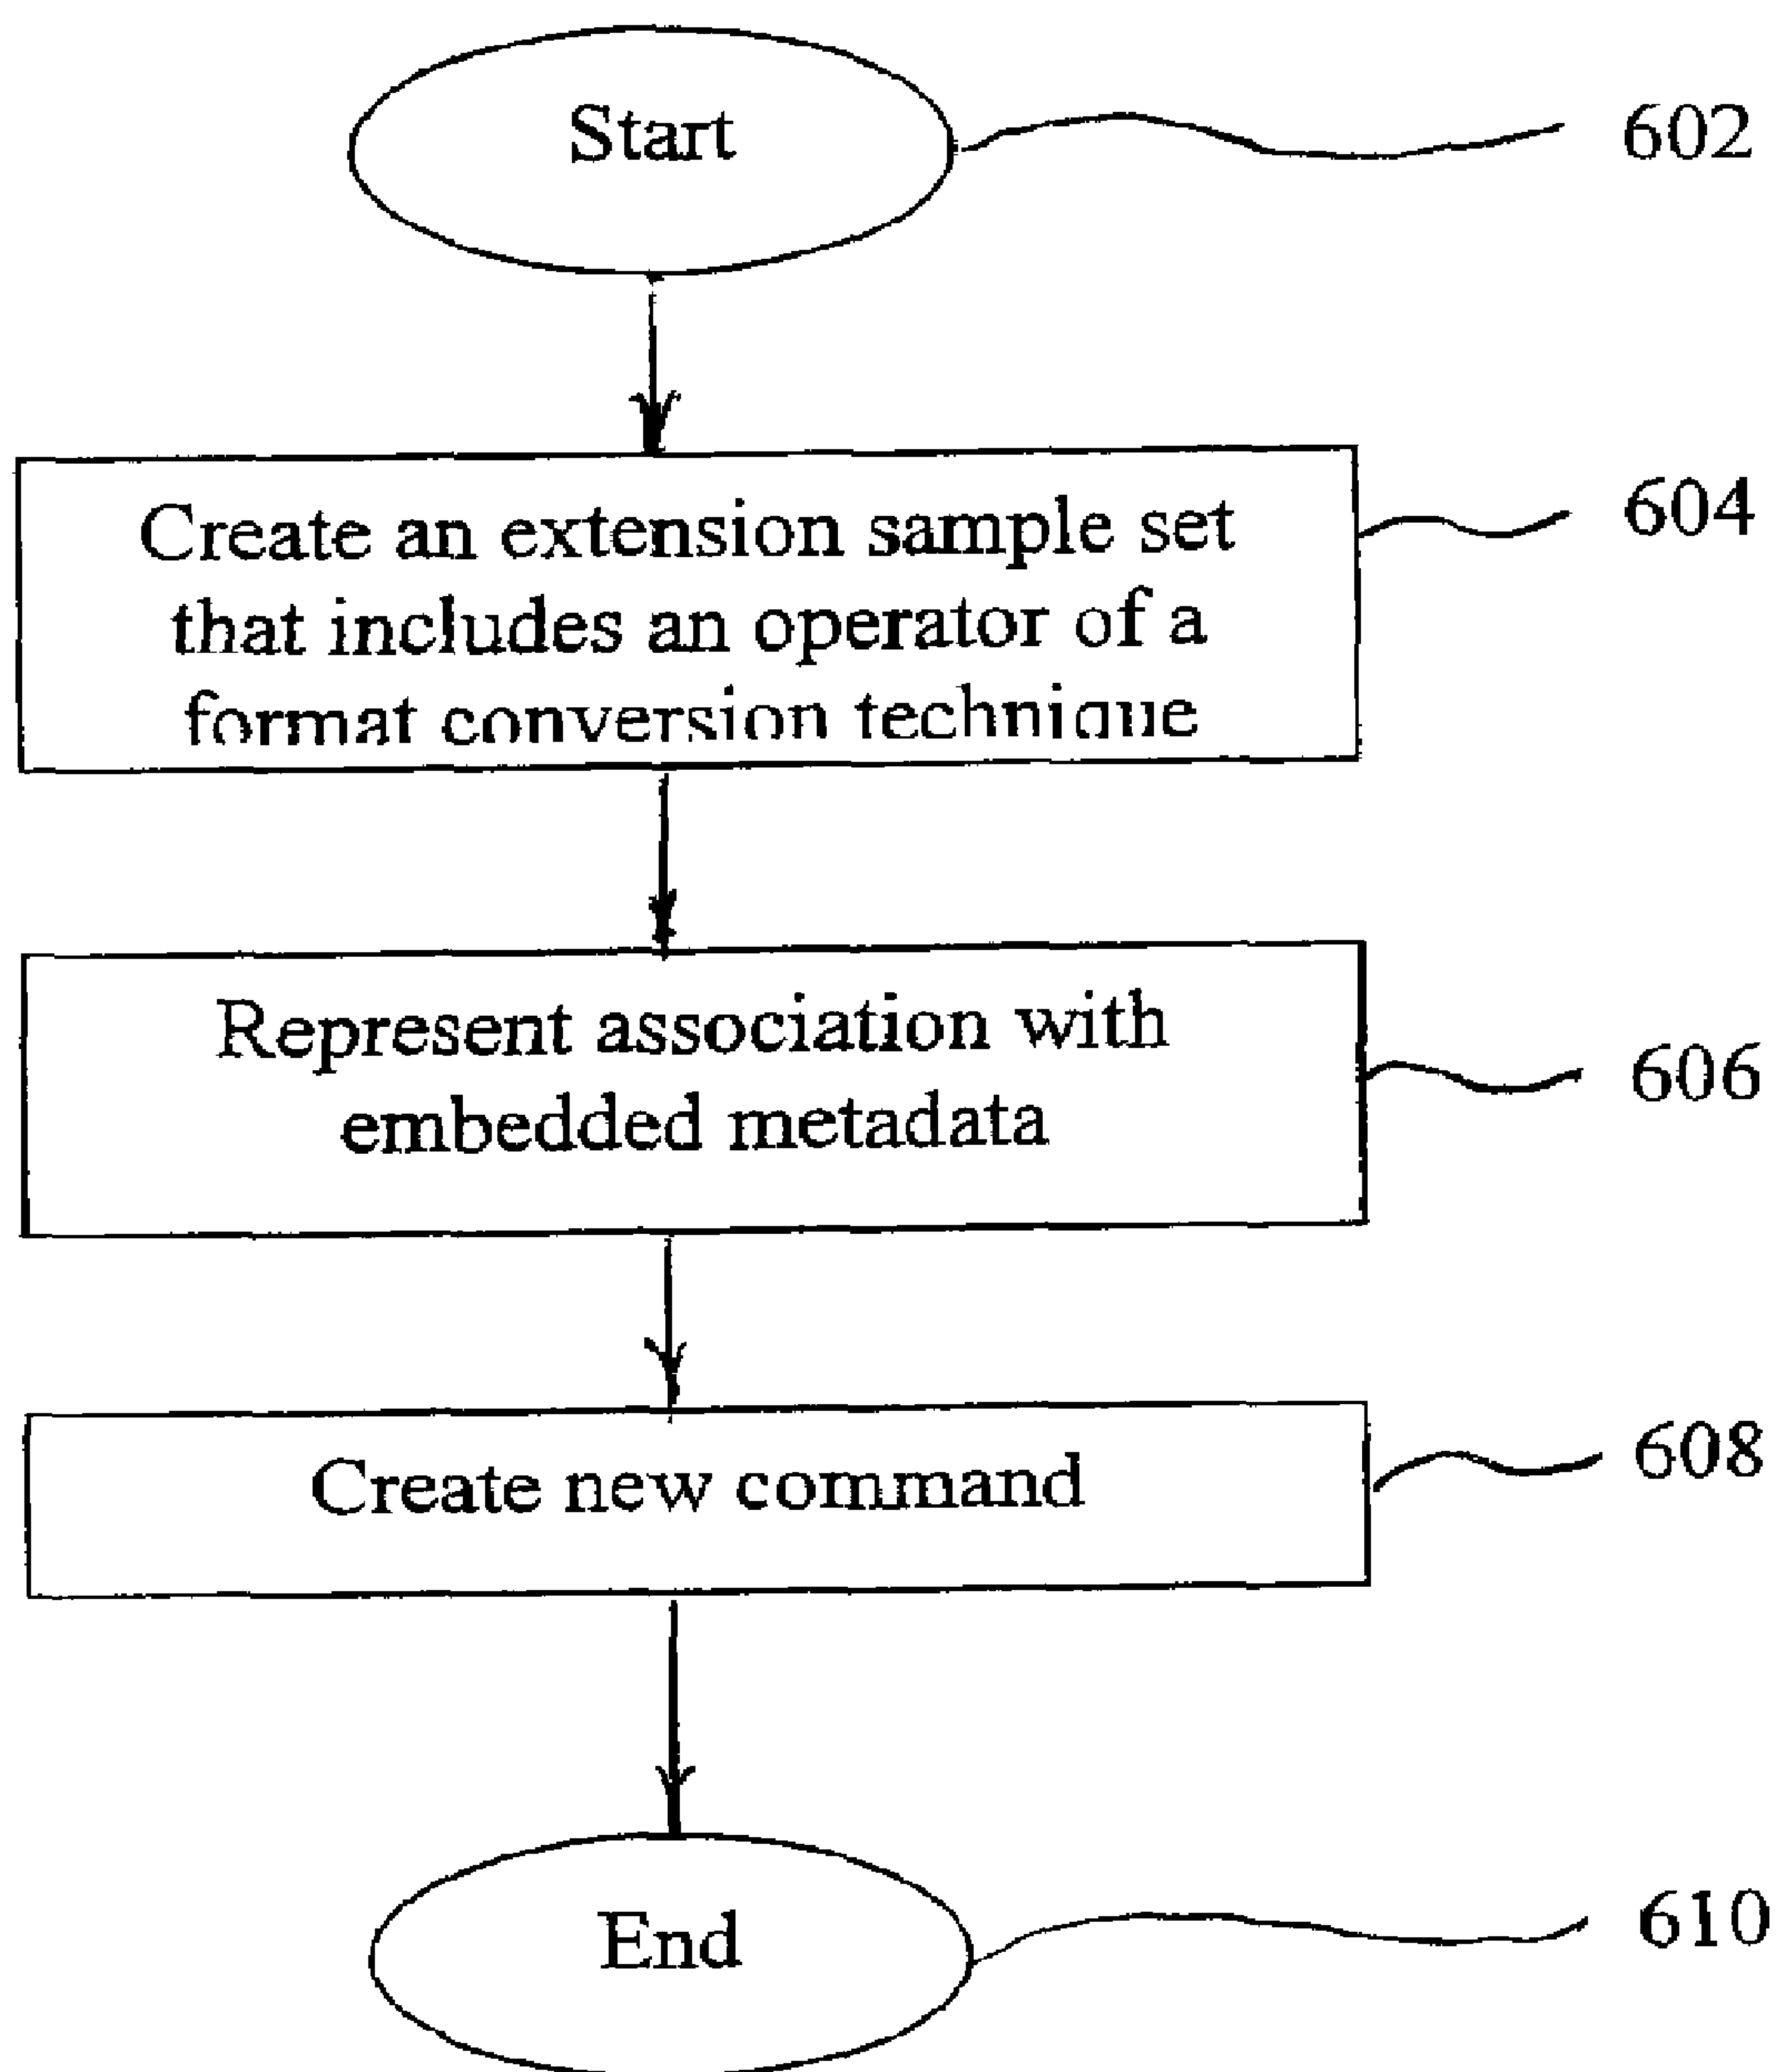 Start
602
Create an extension sample set
that includes an operator of a
format conversion technique
604
Represent association with
embedded metadata
606
Create new command
608
End
610